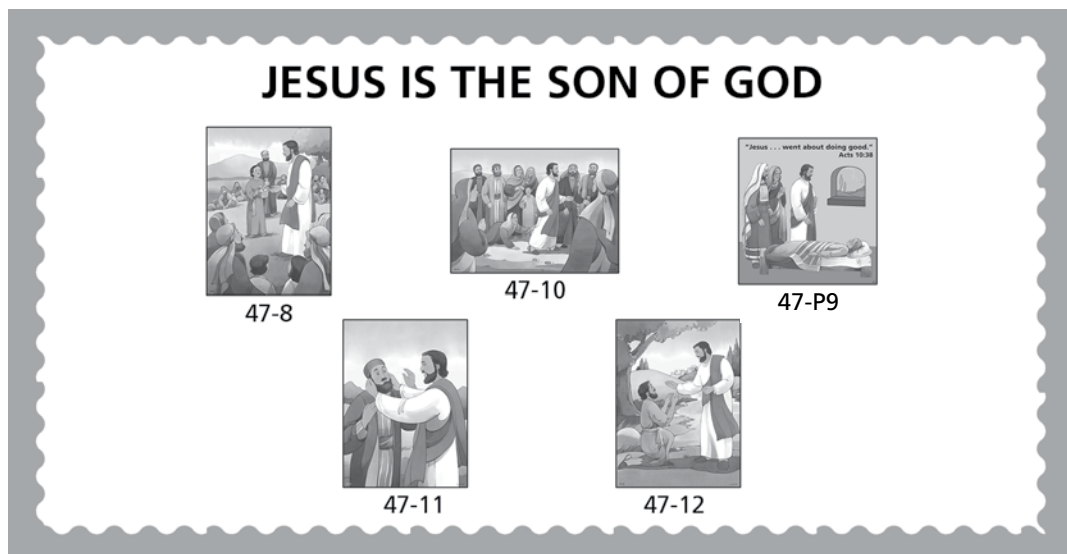 JESUS IS THE SON OF GOD
"Jesus . . . went about doing good."
Acts 10:38
47-8
47-10
47-P9
47-11
47-12